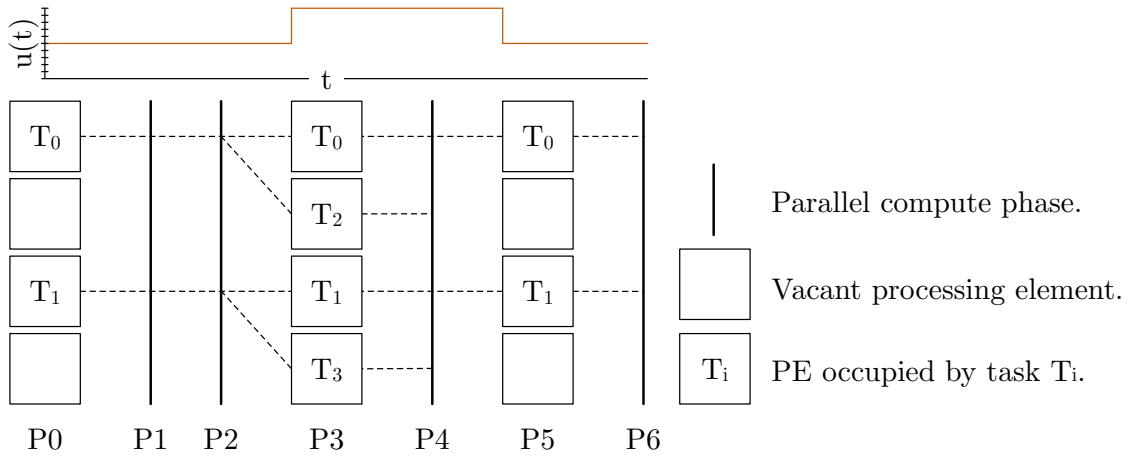 u(t)
t
T₀ T₀ T₀
T₂
T₁ T₁ T₁
T₃
P0 P1 P2 P3 P4 P5 P6
Parallel compute phase.
Vacant processing element.
Tᵢ PE occupied by task Tᵢ.